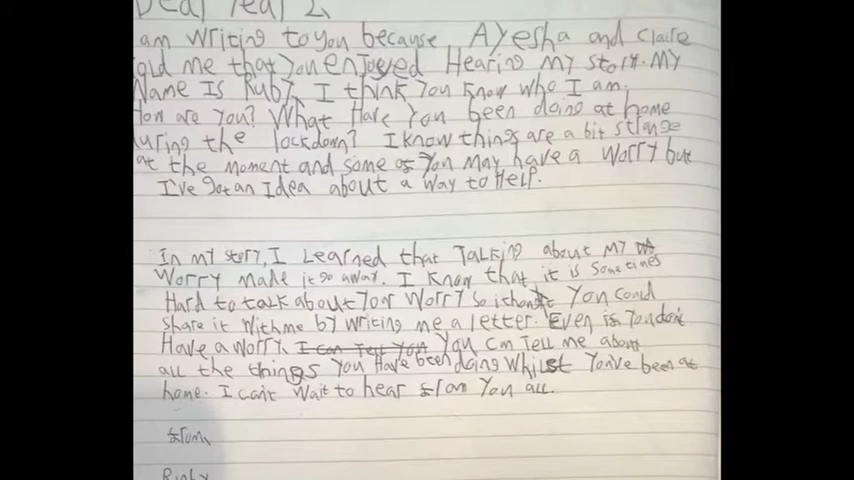 Dear Year 2,
am writing to you because, Ayesha and Claire
told me that you enjoyed Hearing my story. My
Name Is Ruby, I think you know who I am.
How are you? What Have you been doing at home
during the lockdown? I know things are a bit strange
at the moment and some of you may have a worry but
I've got an Idea about a way to Help.
In my story, I Learned that Talking about my
worry made it go away. I know that it is sometimes
Hard to talk about your worry so i thought you could
share it with me by writing me a letter. Even if you don't
Have a worry. I can Tell you you can Tell me about
all the things you have been doing whilst you've been at
home. I can't wait to hear from you all.
from,
Ruby